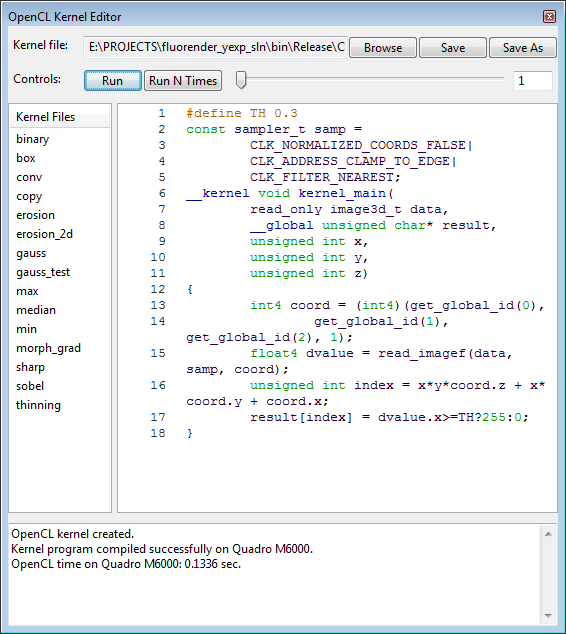 OpenCL Kernel Editor
Kernel file: E:\PROJECTS\fluorender_yexp_sln\bin\Release\C Browse Save Save As
Controls: Run Run N Times 1
Kernel Files
binary
box
conv
copy
erosion
erosion_2d
gauss
gauss_test
max
median
min
morph_grad
sharp
sobel
thinning
1 #define TH 0.3
2 const sampler_t samp =
3 CLK_NORMALIZED_COORDS_FALSE|
4 CLK_ADDRESS_CLAMP_TO_EDGE|
5 CLK_FILTER_NEAREST;
6 __kernel void kernel_main(
7 read_only image3d_t data,
8 __global unsigned char* result,
9 unsigned int x,
10 unsigned int y,
11 unsigned int z)
12 {
13 int4 coord = (int4)(get_global_id(0),
14 get_global_id(1),
get_global_id(2), 1);
15 float4 dvalue = read_imagef(data,
samp, coord);
16 unsigned int index = x*y*coord.z + x*
coord.y + coord.x;
17 result[index] = dvalue.x>=TH?255:0;
18 }
OpenCL kernel created.
Kernel program compiled successfully on Quadro M6000.
OpenCL time on Quadro M6000: 0.1336 sec.